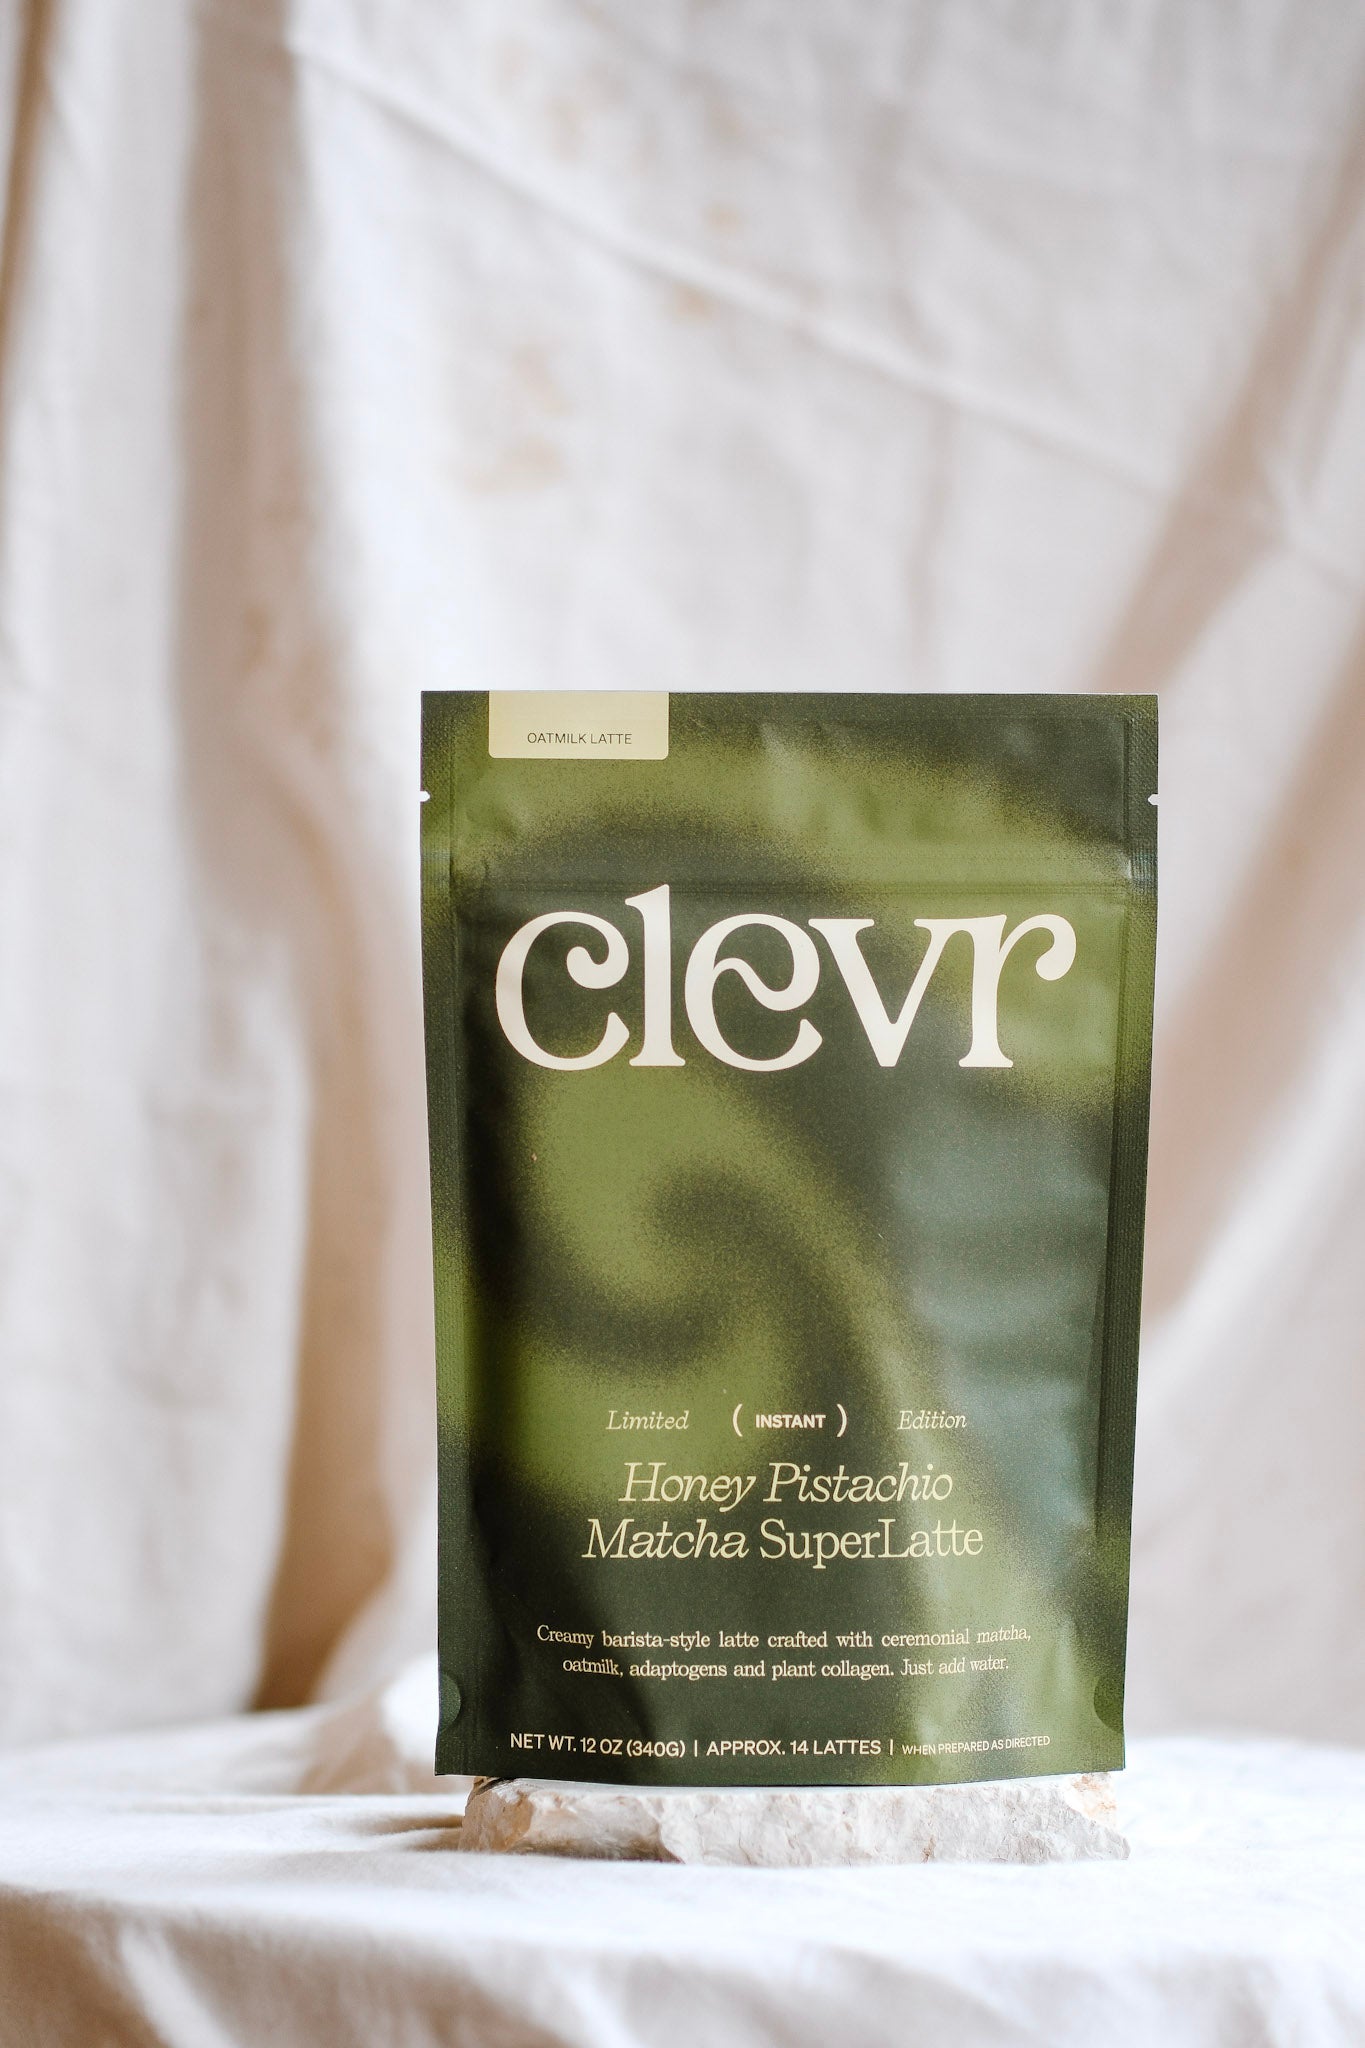 OATMILK LATTE
clevr
Limited ( INSTANT ) Edition
Honey Pistachio
Matcha SuperLatte
Creamy barista-style latte crafted with ceremonial matcha,
oatmilk, adaptogens and plant collagen. Just add water.
NET WT. 12 OZ (340G) | APPROX. 14 LATTES | WHEN PREPARED AS DIRECTED